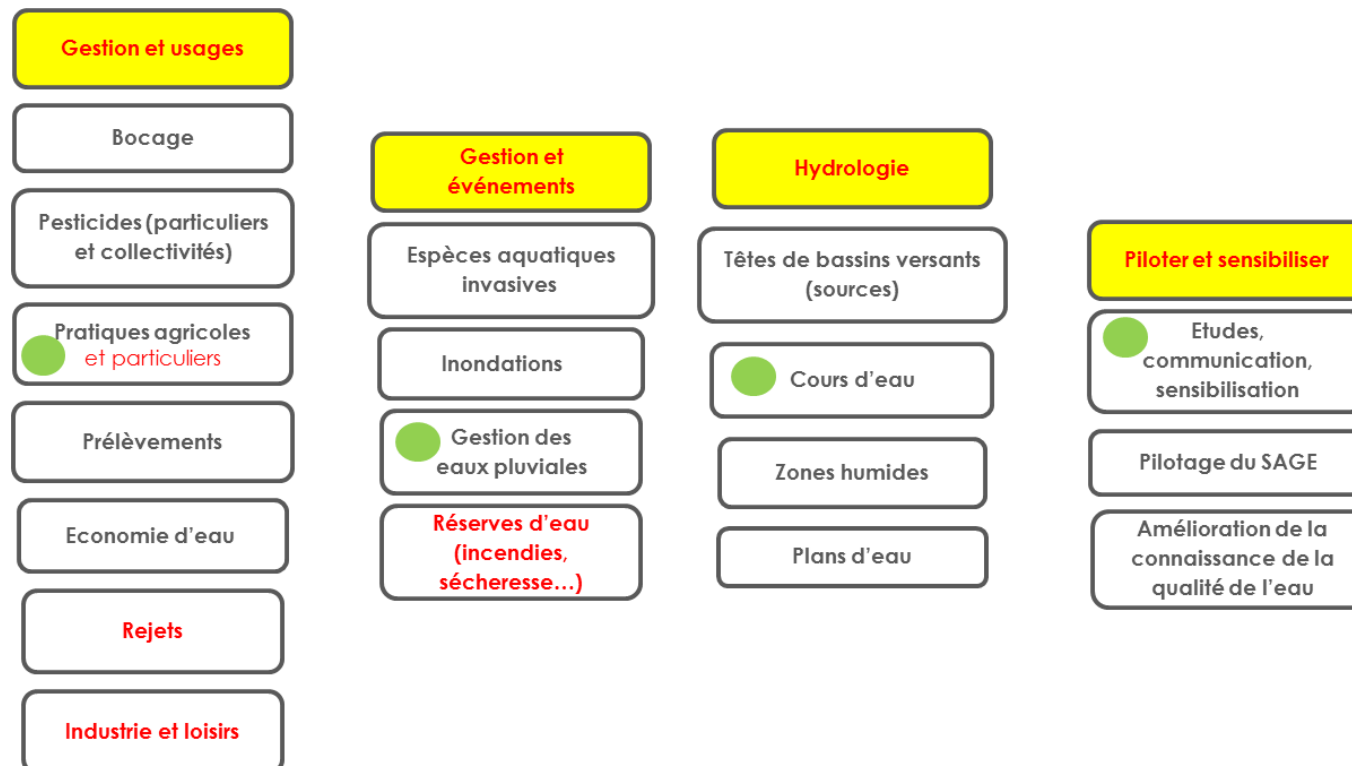 Gestion et usages
Bocage
Pesticides (particuliers
et collectivités)
Pratiques agricoles
et particuliers
Prélèvements
Economie d'eau
Rejets
Industrie et loisirs
Gestion et
événements
Espèces aquatiques
invasives
Inondations
Gestion des
eaux pluviales
Réserves d'eau
(incendies,
sécheresse…)
Hydrologie
Têtes de bassins versants
(sources)
Cours d'eau
Zones humides
Plans d'eau
Piloter et sensibiliser
Etudes,
communication,
sensibilisation
Pilotage du SAGE
Amélioration de la
connaissance de la
qualité de l'eau